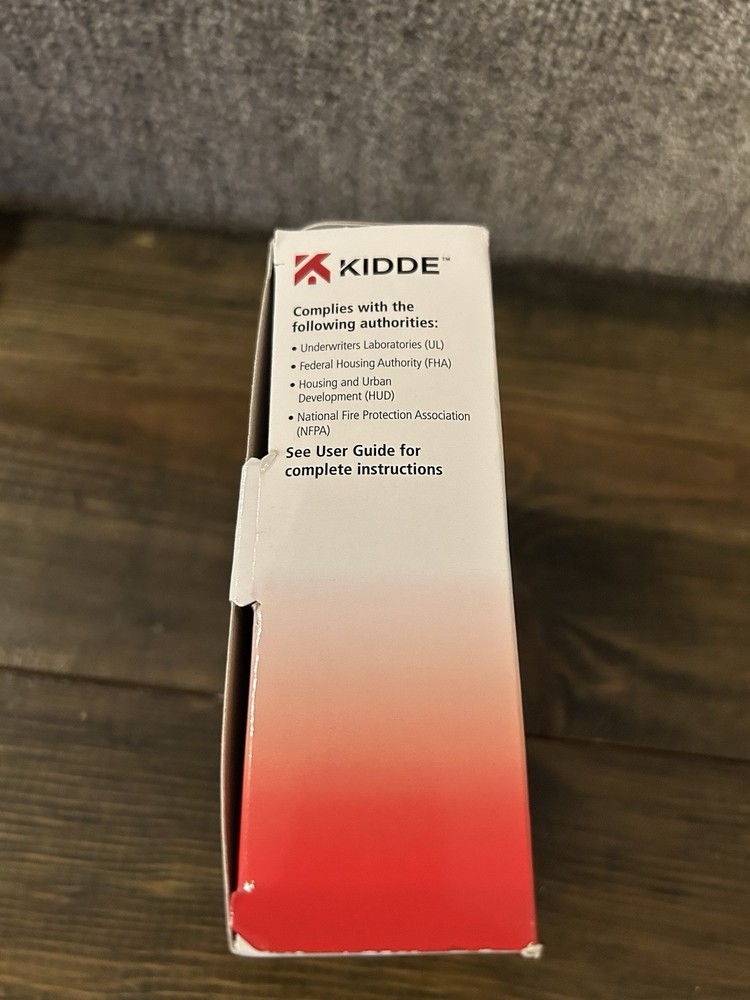 KIDDE™
Complies with the
following authorities:
• Underwriters Laboratories (UL)
• Federal Housing Authority (FHA)
• Housing and Urban
Development (HUD)
• National Fire Protection Association
(NFPA)
See User Guide for
complete instructions